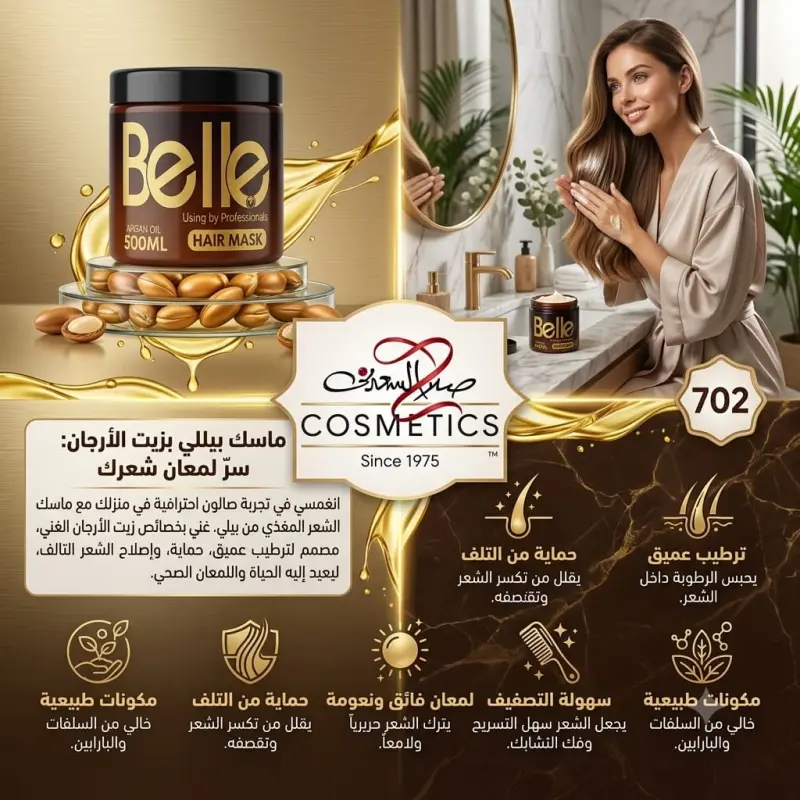 Belle
Using by Professionals
ARGAN OIL
500ML
HAIR MASK
Belle
صلاح السعدني
COSMETICS
Since 1975
TM
702
ماسك بيللي بزيت الأرجان:
سرّ لمعان شعرك
انغمسي في تجربة صالون احترافية في منزلك مع ماسك
الشعر المغذي من بيلي. غني بخصائص زيت الأرجان الغني،
مصمم لترطيب عميق، حماية، وإصلاح الشعر التالف،
ليعيد إليه الحياة واللمعان الصحي.
ترطيب عميق
يحبس الرطوبة داخل
الشعر.
حماية من التلف
يقلل من تكسر الشعر
وتقصفه.
مكونات طبيعية
خالي من السلفات
والبارابين.
سهولة التصفيف
يجعل الشعر سهل التسريح
وفك التشابك.
لمعان فائق ونعومة
يترك الشعر حريرياً
ولامعاً.
حماية من التلف
يقلل من تكسر الشعر
وتقصفه.
مكونات طبيعية
خالي من السلفات
والبارابين.